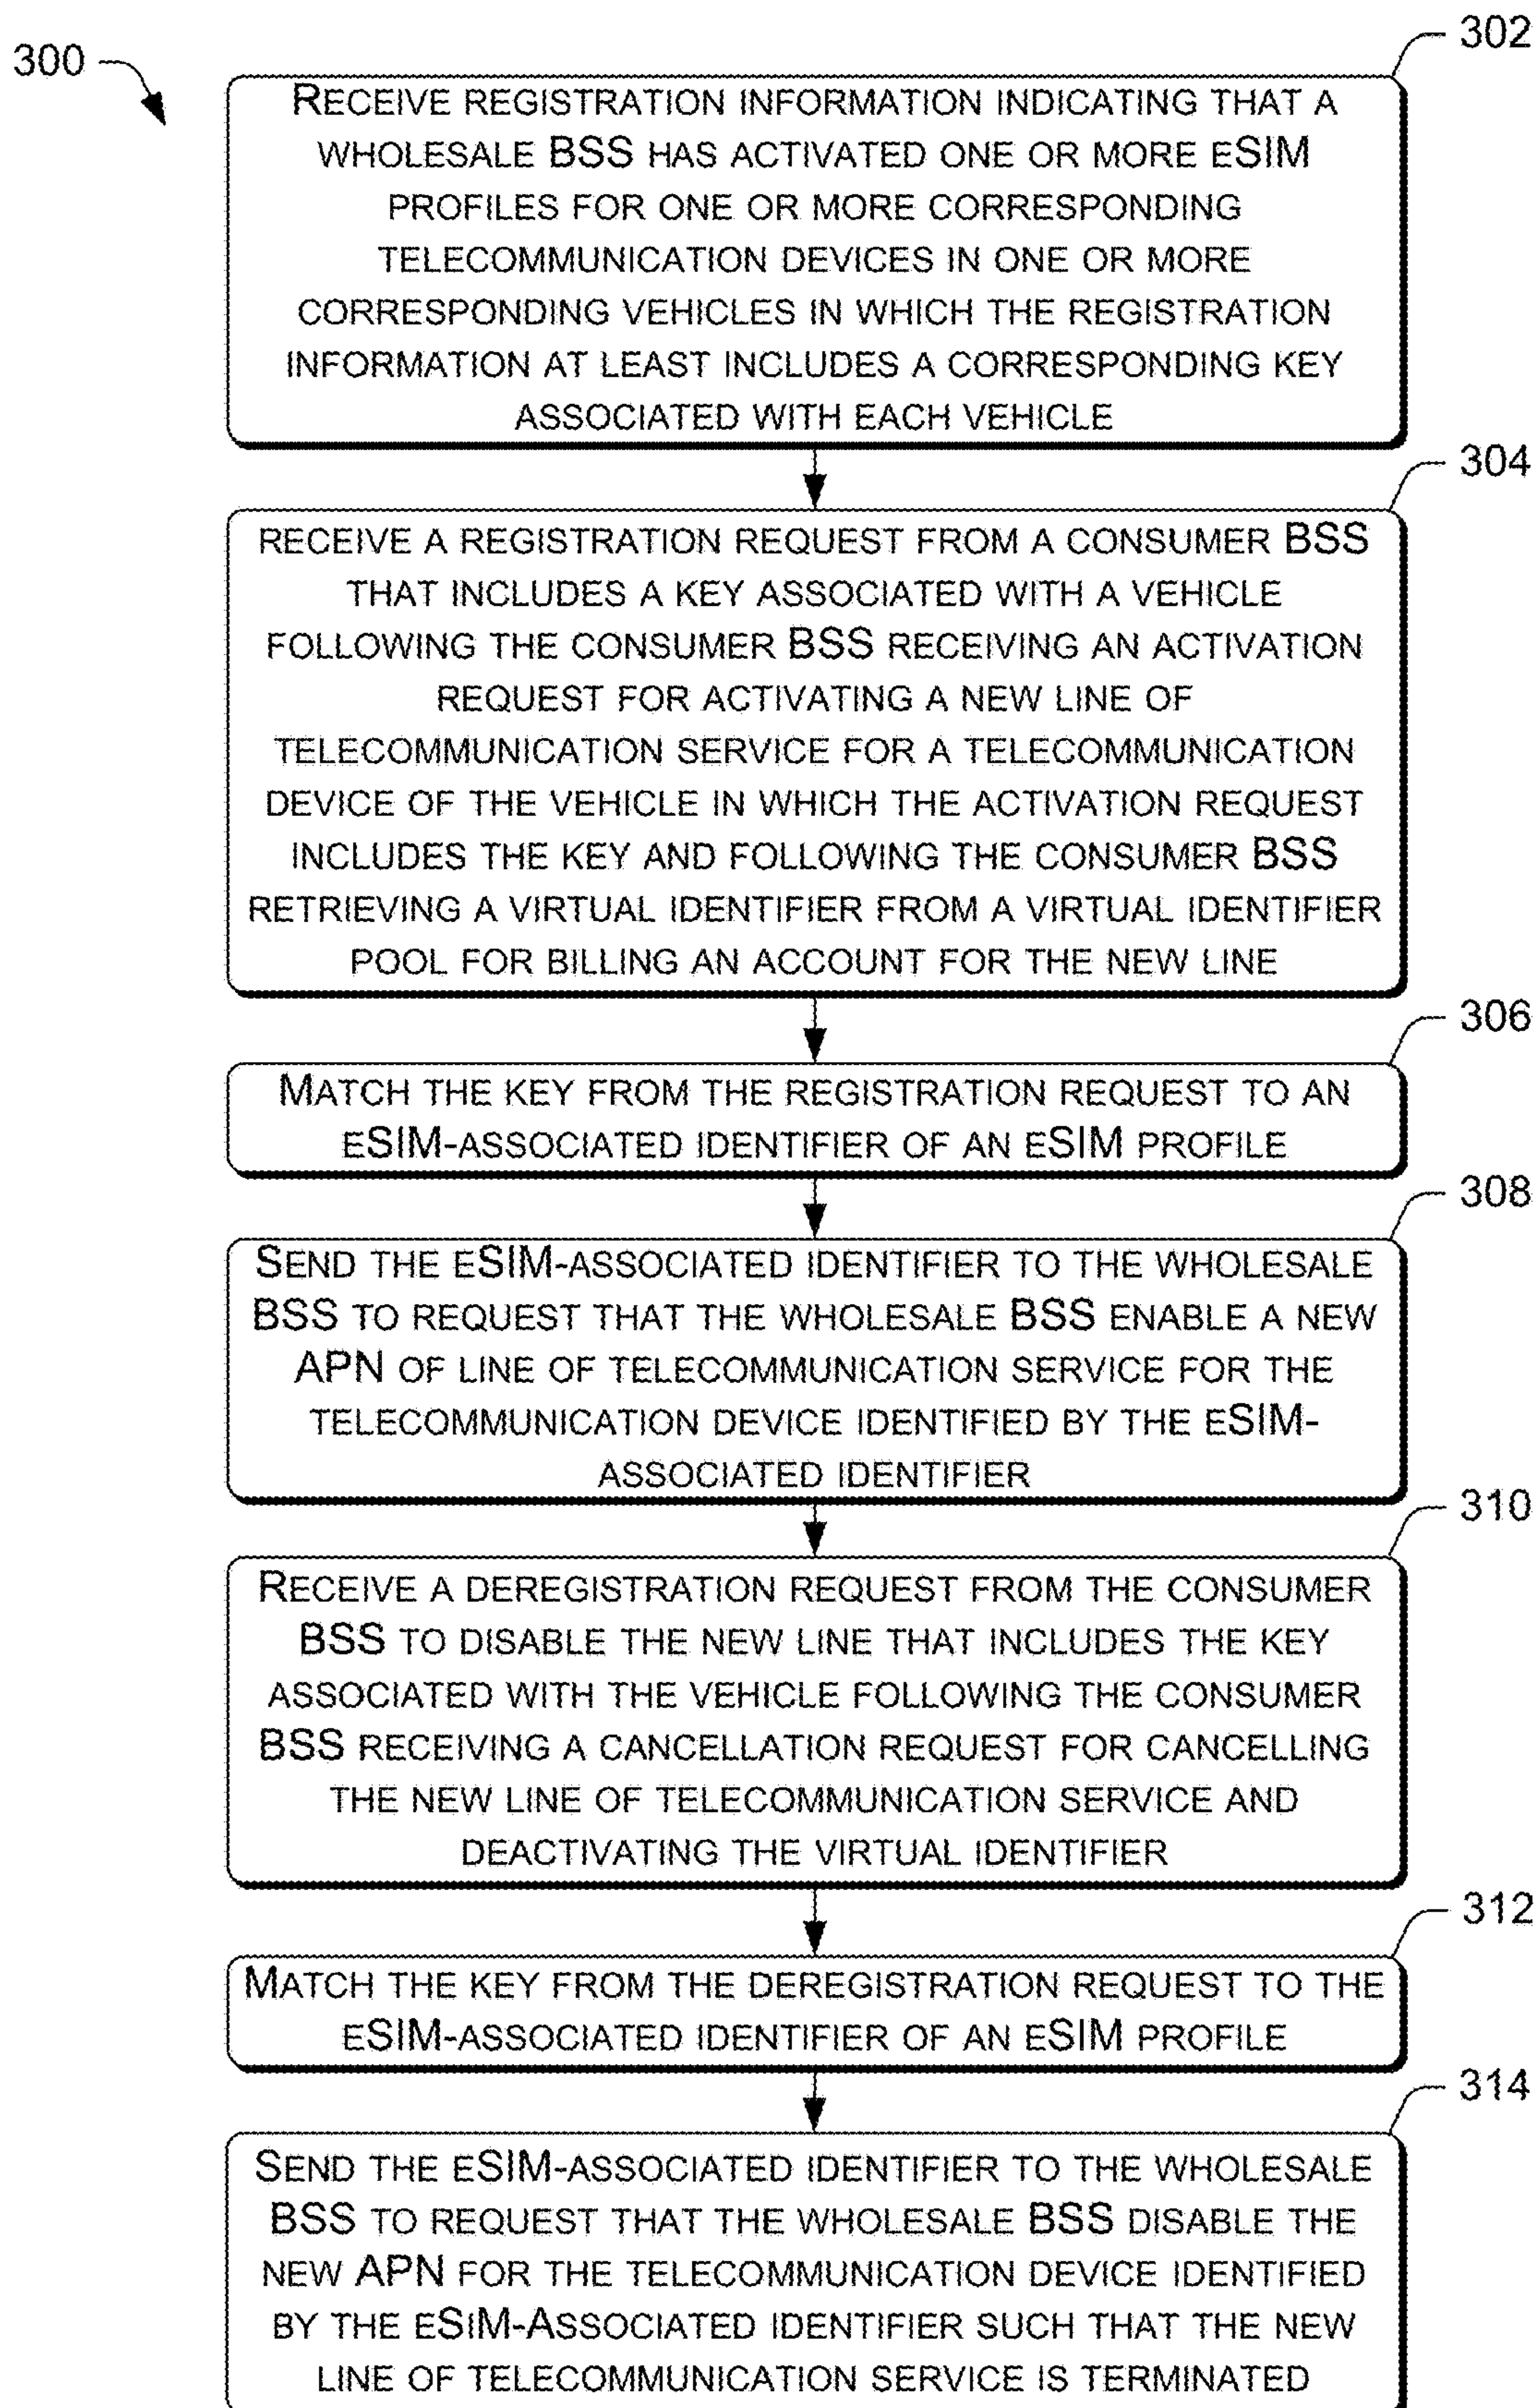 300
302
RECEIVE REGISTRATION INFORMATION INDICATING THAT A
WHOLESALE BSS HAS ACTIVATED ONE OR MORE ESIM
PROFILES FOR ONE OR MORE CORRESPONDING
TELECOMMUNICATION DEVICES IN ONE OR MORE
CORRESPONDING VEHICLES IN WHICH THE REGISTRATION
INFORMATION AT LEAST INCLUDES A CORRESPONDING KEY
ASSOCIATED WITH EACH VEHICLE
304
RECEIVE A REGISTRATION REQUEST FROM A CONSUMER BSS
THAT INCLUDES A KEY ASSOCIATED WITH A VEHICLE
FOLLOWING THE CONSUMER BSS RECEIVING AN ACTIVATION
REQUEST FOR ACTIVATING A NEW LINE OF
TELECOMMUNICATION SERVICE FOR A TELECOMMUNICATION
DEVICE OF THE VEHICLE IN WHICH THE ACTIVATION REQUEST
INCLUDES THE KEY AND FOLLOWING THE CONSUMER BSS
RETRIEVING A VIRTUAL IDENTIFIER FROM A VIRTUAL IDENTIFIER
POOL FOR BILLING AN ACCOUNT FOR THE NEW LINE
306
MATCH THE KEY FROM THE REGISTRATION REQUEST TO AN
ESIM-ASSOCIATED IDENTIFIER OF AN ESIM PROFILE
308
SEND THE ESIM-ASSOCIATED IDENTIFIER TO THE WHOLESALE
BSS TO REQUEST THAT THE WHOLESALE BSS ENABLE A NEW
APN OF LINE OF TELECOMMUNICATION SERVICE FOR THE
TELECOMMUNICATION DEVICE IDENTIFIED BY THE ESIM-
ASSOCIATED IDENTIFIER
310
RECEIVE A DEREGISTRATION REQUEST FROM THE CONSUMER
BSS TO DISABLE THE NEW LINE THAT INCLUDES THE KEY
ASSOCIATED WITH THE VEHICLE FOLLOWING THE CONSUMER
BSS RECEIVING A CANCELLATION REQUEST FOR CANCELLING
THE NEW LINE OF TELECOMMUNICATION SERVICE AND
DEACTIVATING THE VIRTUAL IDENTIFIER
312
MATCH THE KEY FROM THE DEREGISTRATION REQUEST TO THE
ESIM-ASSOCIATED IDENTIFIER OF AN ESIM PROFILE
314
SEND THE ESIM-ASSOCIATED IDENTIFIER TO THE WHOLESALE
BSS TO REQUEST THAT THE WHOLESALE BSS DISABLE THE
NEW APN FOR THE TELECOMMUNICATION DEVICE IDENTIFIED
BY THE ESIM-ASSOCIATED IDENTIFIER SUCH THAT THE NEW
LINE OF TELECOMMUNICATION SERVICE IS TERMINATED